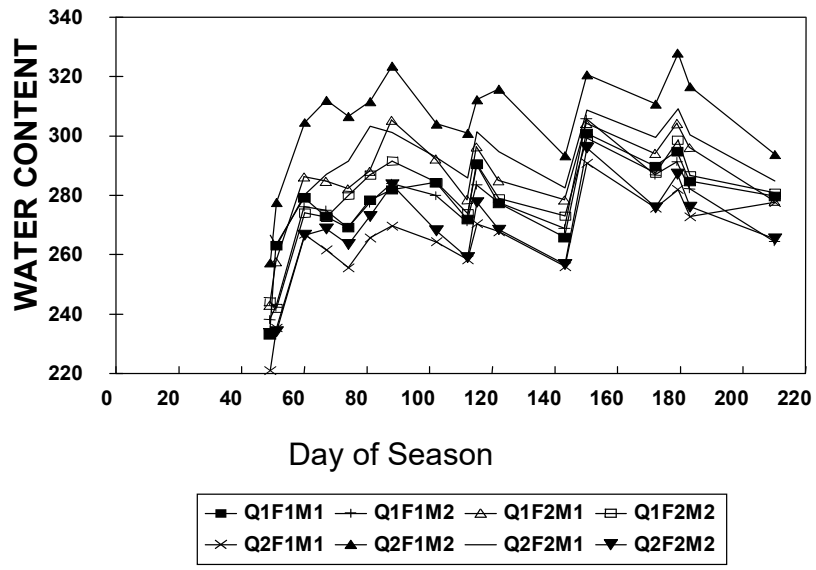 340
320
300
280
260
240
220
WATER CONTENT
0 20 40 60 80 100 120 140 160 180 200 220
Day of Season
Q1F1M1 Q1F1M2 Q1F2M1 Q1F2M2
Q2F1M1 Q2F1M2 Q2F2M1 Q2F2M2